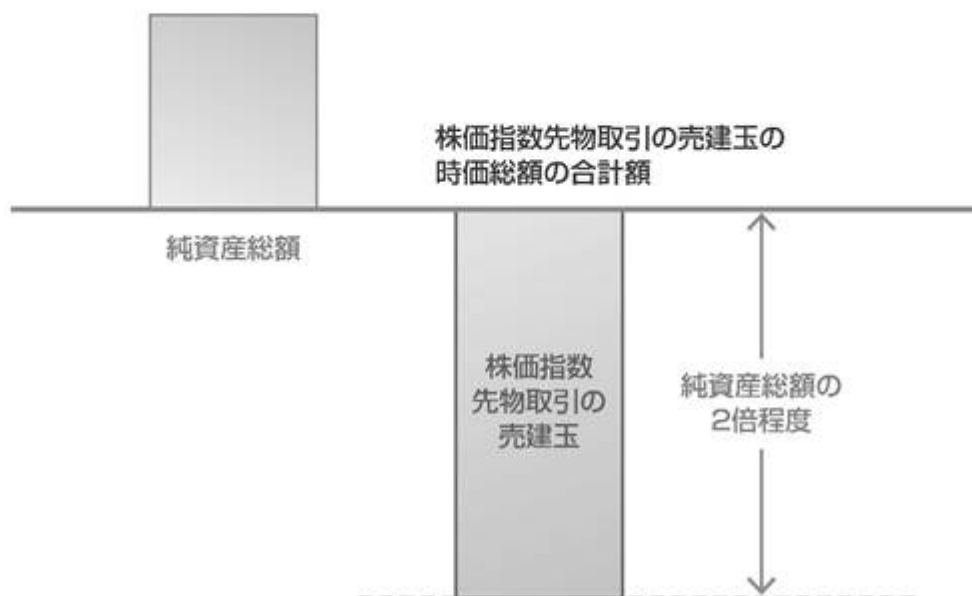 株価指数先物取引の売建玉の
時価総額の合計額
純資産総額
株価指数
先物取引の
売建玉
純資産総額の
2倍程度